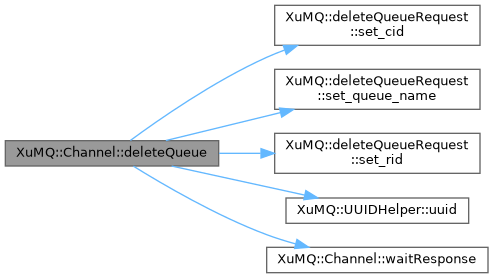 XuMQ::Channel::deleteQueue
XuMQ::deleteQueueRequest
::set_cid
XuMQ::deleteQueueRequest
::set_queue_name
XuMQ::deleteQueueRequest
::set_rid
XuMQ::UUIDHelper::uuid
XuMQ::Channel::waitResponse